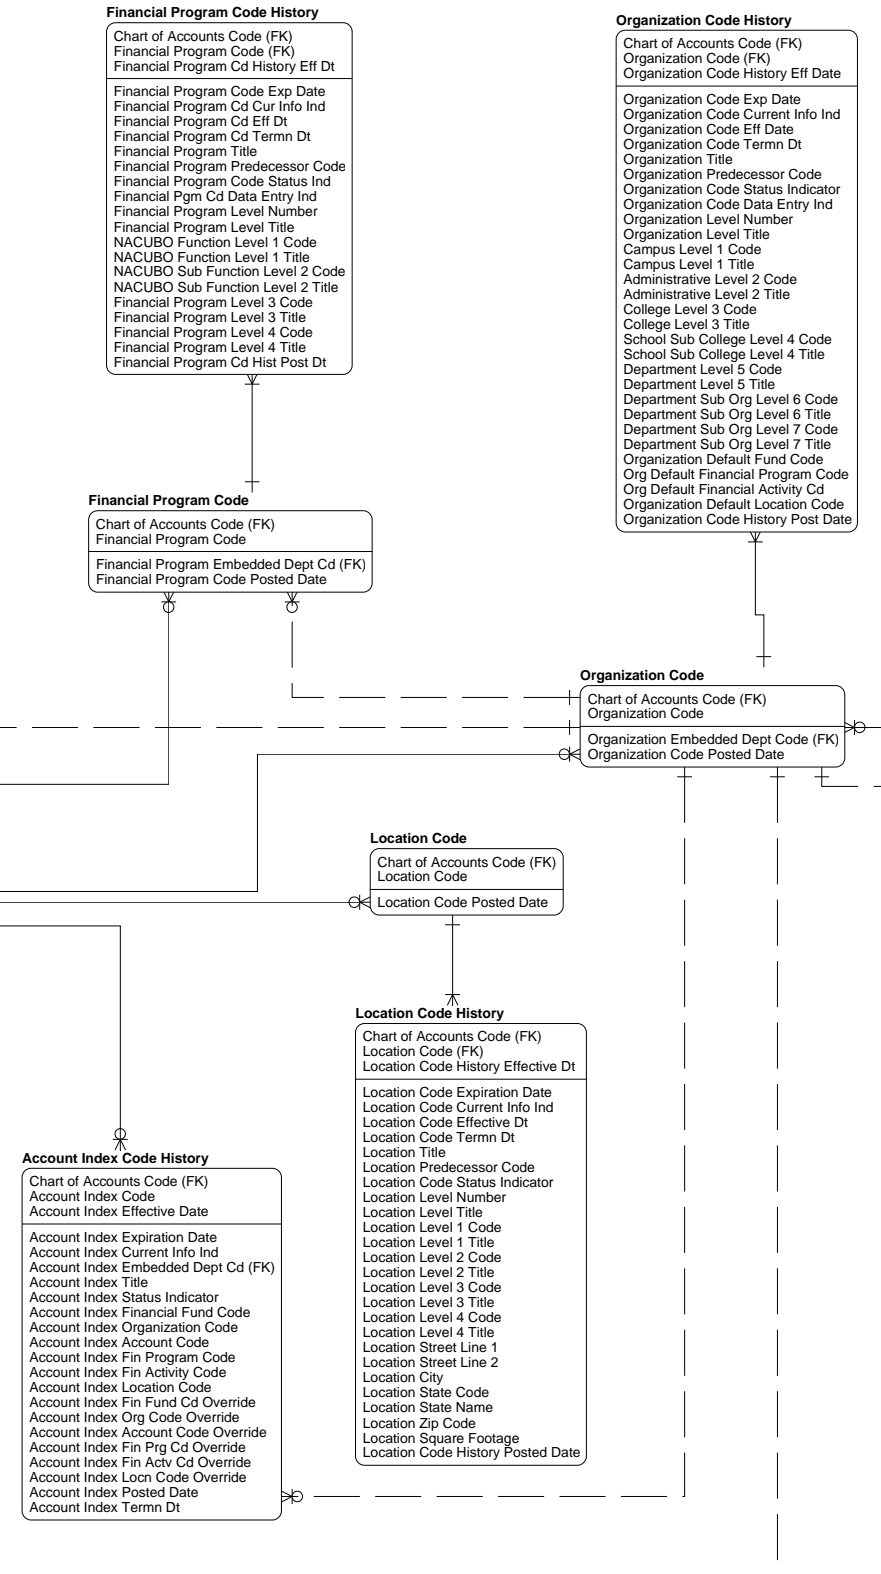 Financial Program Code History
Chart of Accounts Code (FK)
Financial Program Code (FK)
Financial Program Cd History Eff Dt
Financial Program Code Exp Date
Financial Program Cd Cur Info Ind
Financial Program Cd Eff Dt
Financial Program Cd Termn Dt
Financial Program Title
Financial Program Predecessor Code
Financial Program Code Status Ind
Financial Pgm Cd Data Entry Ind
Financial Program Level Number
Financial Program Level Title
NACUBO Function Level 1 Code
NACUBO Function Level 1 Title
NACUBO Sub Function Level 2 Code
NACUBO Sub Function Level 2 Title
Financial Program Level 3 Code
Financial Program Level 3 Title
Financial Program Level 4 Code
Financial Program Level 4 Title
Financial Program Cd Hist Post Dt
Organization Code History
Chart of Accounts Code (FK)
Organization Code (FK)
Organization Code History Eff Date
Organization Code Exp Date
Organization Code Current Info Ind
Organization Code Eff Date
Organization Code Termn Dt
Organization Title
Organization Predecessor Code
Organization Code Status Indicator
Organization Code Data Entry Ind
Organization Level Number
Organization Level Title
Campus Level 1 Code
Campus Level 1 Title
Administrative Level 2 Code
Administrative Level 2 Title
College Level 3 Code
College Level 3 Title
School Sub College Level 4 Code
School Sub College Level 4 Title
Department Level 5 Code
Department Level 5 Title
Department Sub Org Level 6 Code
Department Sub Org Level 6 Title
Department Sub Org Level 7 Code
Department Sub Org Level 7 Title
Organization Default Fund Code
Org Default Financial Program Code
Org Default Financial Activity Cd
Organization Default Location Code
Organization Code History Post Date
Financial Program Code
Chart of Accounts Code (FK)
Financial Program Code
Financial Program Embedded Dept Cd (FK)
Financial Program Code Posted Date
Organization Code
Chart of Accounts Code (FK)
Organization Code
Organization Embedded Dept Code (FK)
Organization Code Posted Date
Location Code
Chart of Accounts Code (FK)
Location Code
Location Code Posted Date
Location Code History
Chart of Accounts Code (FK)
Location Code (FK)
Location Code History Effective Dt
Location Code Expiration Date
Location Code Current Info Ind
Location Code Effective Dt
Location Code Termn Dt
Location Title
Location Predecessor Code
Location Code Status Indicator
Location Level Number
Location Level Title
Location Level 1 Code
Location Level 1 Title
Location Level 2 Code
Location Level 2 Title
Location Level 3 Code
Location Level 3 Title
Location Level 4 Code
Location Level 4 Title
Location Street Line 1
Location Street Line 2
Location City
Location State Code
Location State Name
Location Zip Code
Location Square Footage
Location Code History Posted Date
Account Index Code History
Chart of Accounts Code (FK)
Account Index Code
Account Index Effective Date
Account Index Expiration Date
Account Index Current Info Ind
Account Index Embedded Dept Cd (FK)
Account Index Title
Account Index Status Indicator
Account Index Financial Fund Code
Account Index Organization Code
Account Index Account Code
Account Index Fin Program Code
Account Index Fin Activity Code
Account Index Location Code
Account Index Fin Fund Cd Override
Account Index Org Code Override
Account Index Account Code Override
Account Index Fin Prg Cd Override
Account Index Fin Actv Cd Override
Account Index Locn Code Override
Account Index Posted Date
Account Index Termn Dt